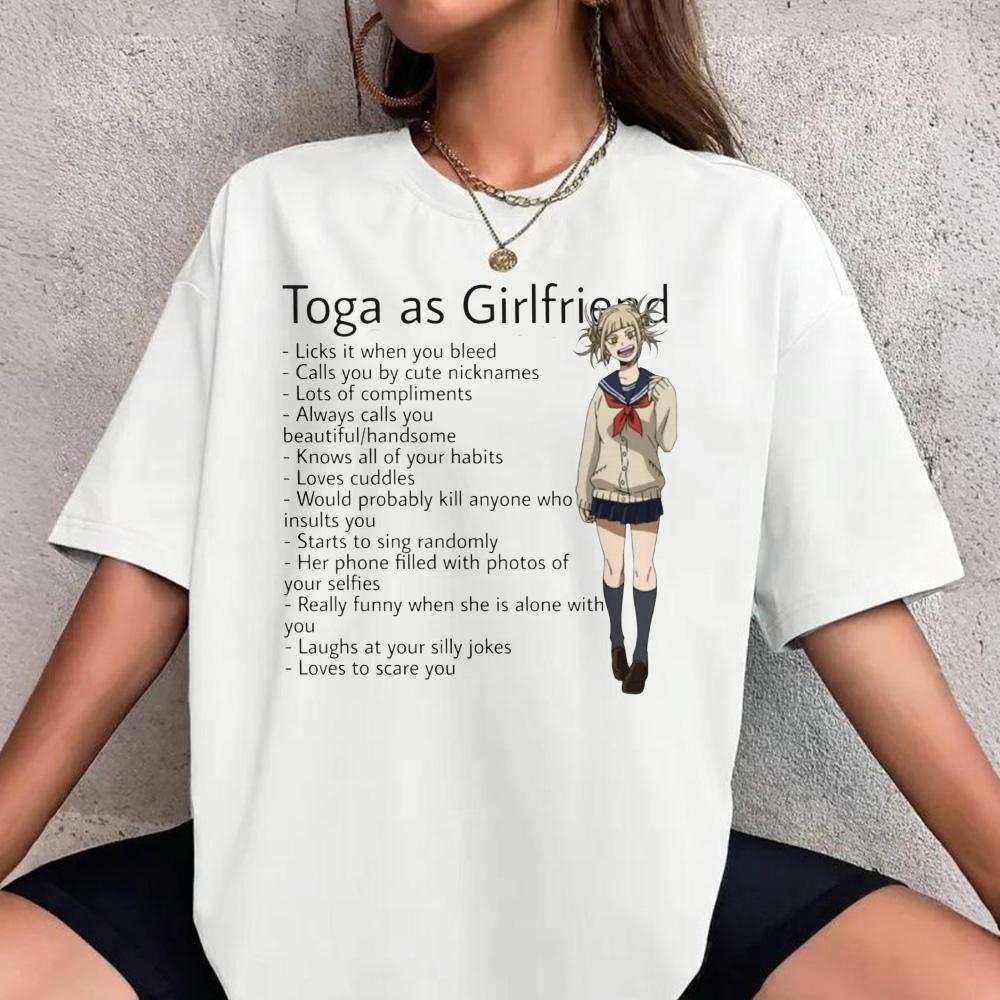 Toga as Girlfriend
- Licks it when you bleed
- Calls you by cute nicknames
- Lots of compliments
- Always calls you
beautiful/handsome
- Knows all of your habits
- Loves cuddles
- Would probably kill anyone who
insults you
- Starts to sing randomly
- Her phone filled with photos of
your selfies
- Really funny when she is alone with
you
- Laughs at your silly jokes
- Loves to scare you